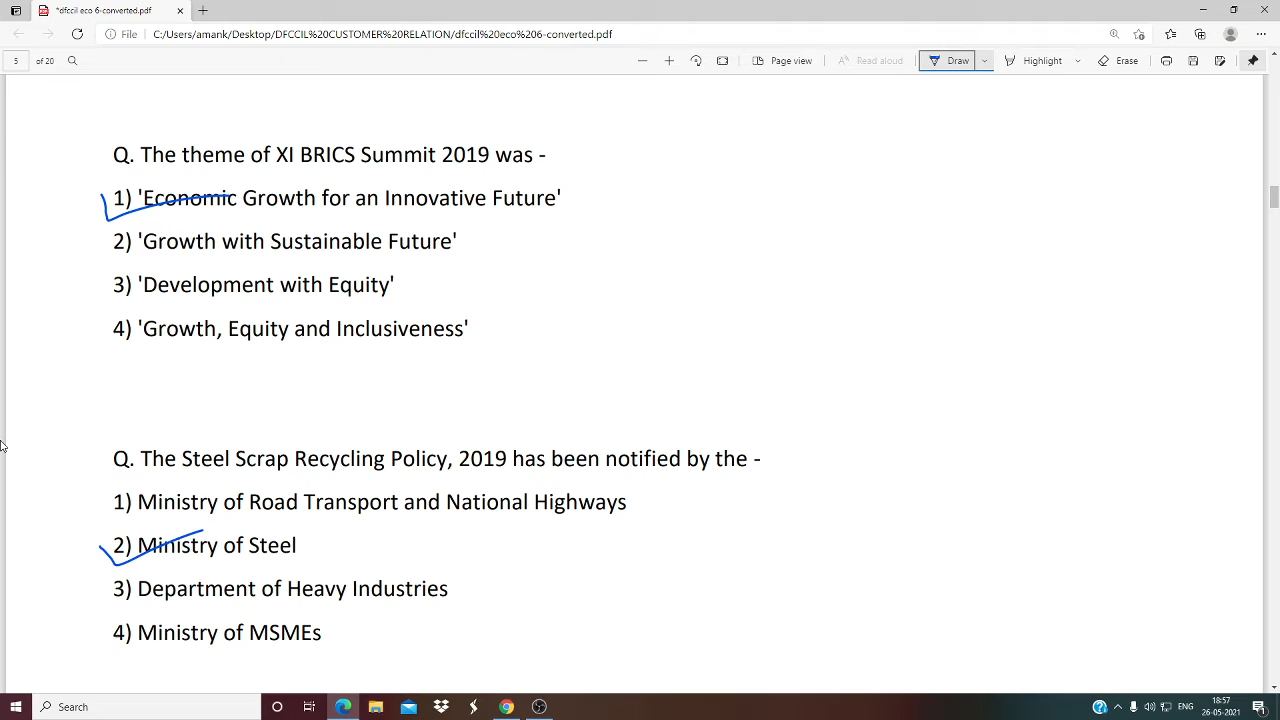 *dfccil eco 6-converted.pdf
File
C:/Users/amank/Desktop/DFCCIL%20CUSTOMER%20RELATION/dfccil%20eco%206-converted.pdf
5 of 20
Page view
Read aloud
Draw
Highlight
Erase
Q. The theme of XI BRICS Summit 2019 was -
1) 'Economic Growth for an Innovative Future'
2) 'Growth with Sustainable Future'
3) 'Development with Equity'
4) 'Growth, Equity and Inclusiveness'
Q. The Steel Scrap Recycling Policy, 2019 has been notified by the -
1) Ministry of Road Transport and National Highways
2) Ministry of Steel
3) Department of Heavy Industries
4) Ministry of MSMEs
Search
ENG
18:57
26-05-2021